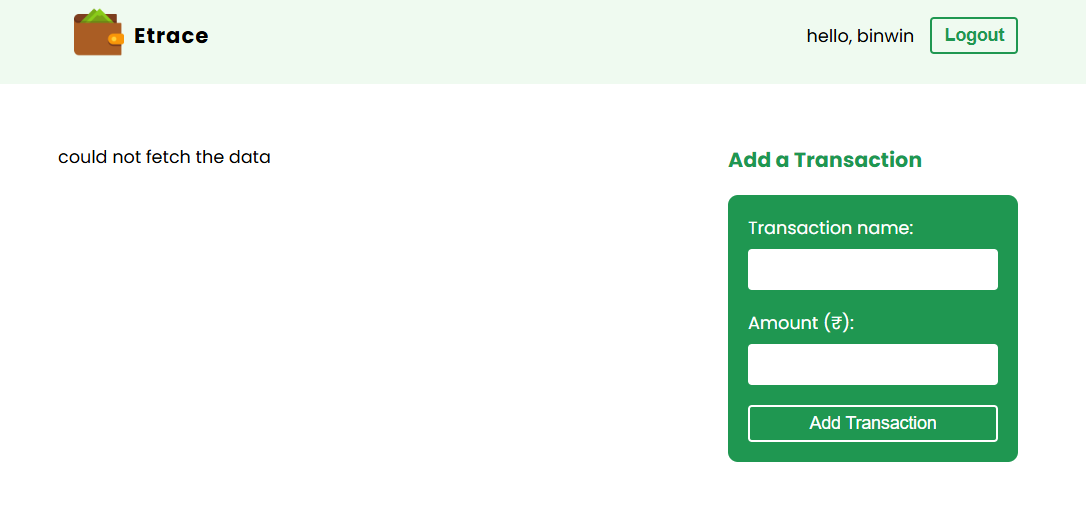 Etrace
hello, binwin
Logout
could not fetch the data
Add a Transaction
Transaction name:
Amount (₹):
Add Transaction